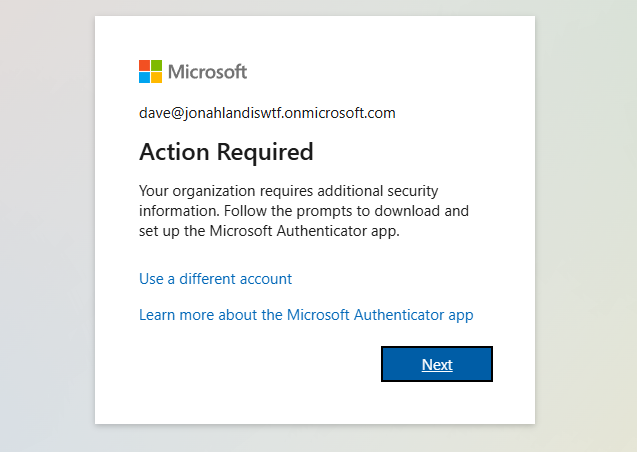 Microsoft
dave@jonahlandiswtf.onmicrosoft.com
Action Required
Your organization requires additional security
information. Follow the prompts to download and
set up the Microsoft Authenticator app.
Use a different account
Learn more about the Microsoft Authenticator app
Next